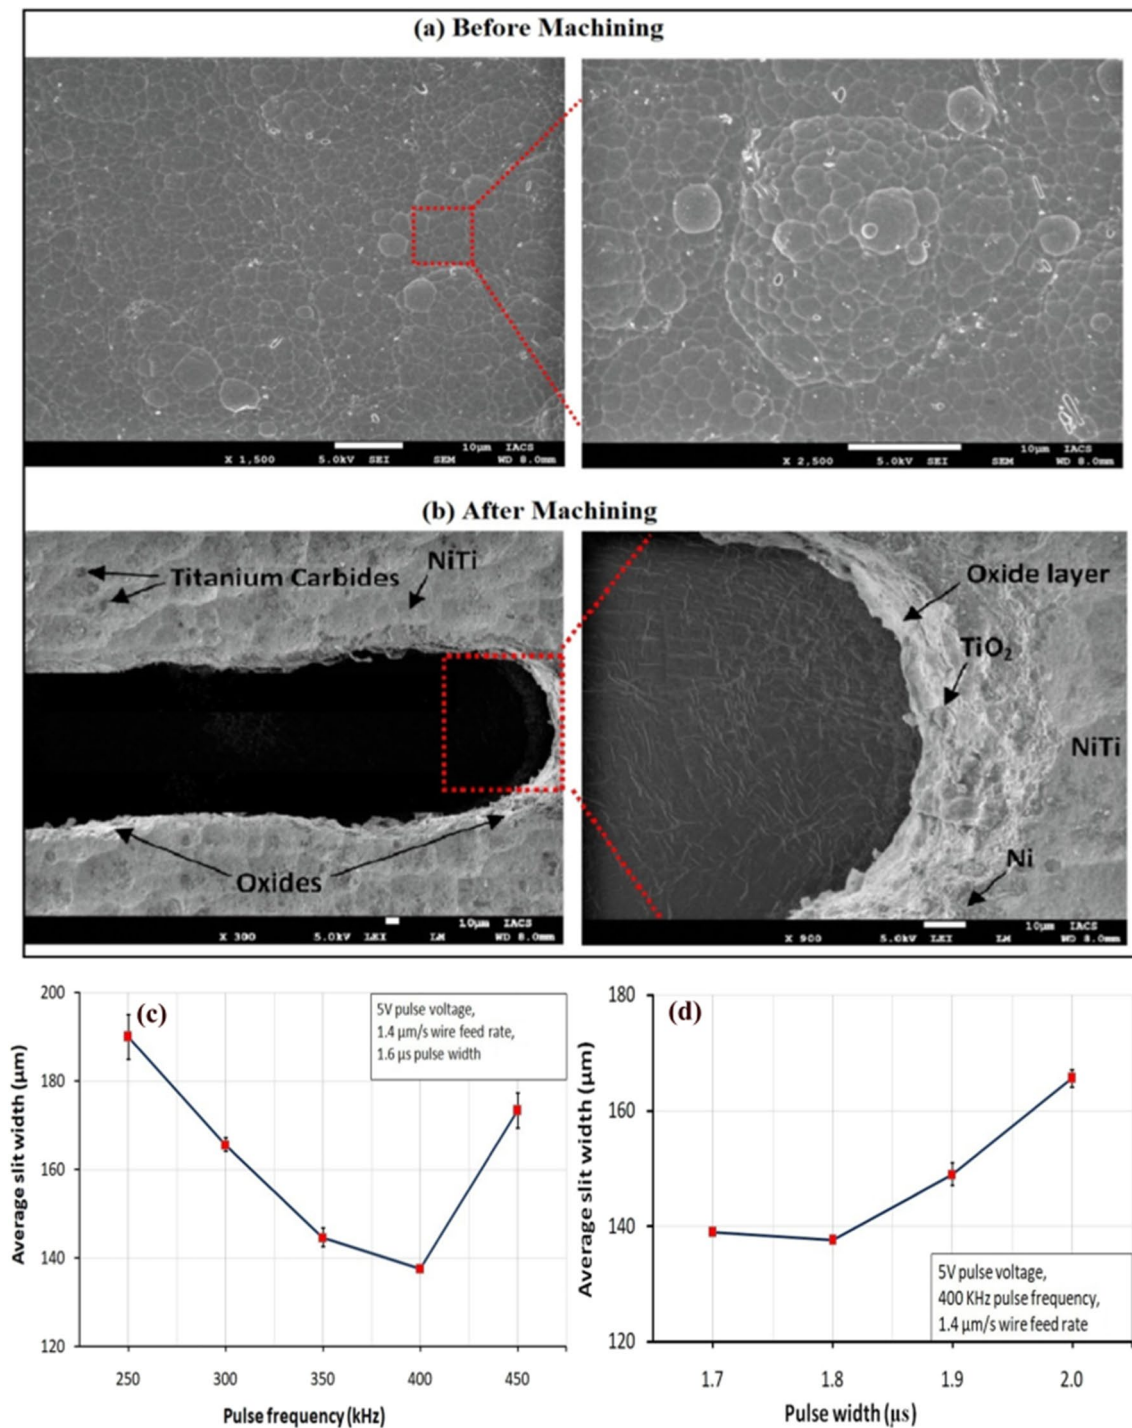 (a) Before Machining
10µm IACS
X 1,500 5.0kV SEI SEM WD 8.0mm
10µm IACS
X 2,500 5.0kV SEI SEM WD 8.0mm
(b) After Machining
Titanium Carbides
NiTi
Oxides
10µm IACS
X 300 5.0kV LEI LM WD 8.0mm
Oxide layer
TiO₂
NiTi
Ni
10µm IACS
X 900 5.0kV LEI LM WD 8.0mm
(c)
5V pulse voltage,
1.4 µm/s wire feed rate,
1.6 µs pulse width
Average slit width (µm)
200
180
160
140
120
250 300 350 400 450
Pulse frequency (kHz)
(d)
Average slit width (µm)
180
160
140
120
5V pulse voltage,
400 KHz pulse frequency,
1.4 µm/s wire feed rate
1.7 1.8 1.9 2.0
Pulse width (µs)